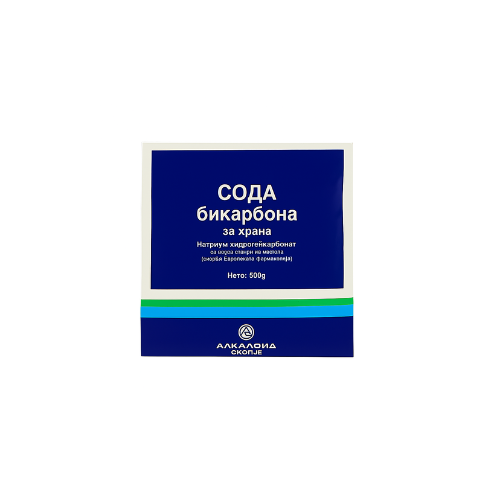 СОДА
бикарбона
за храна
Натриум хидрогенкарбонат
Нето: 500g
АЛКАЛОИД
СКОПЈЕ